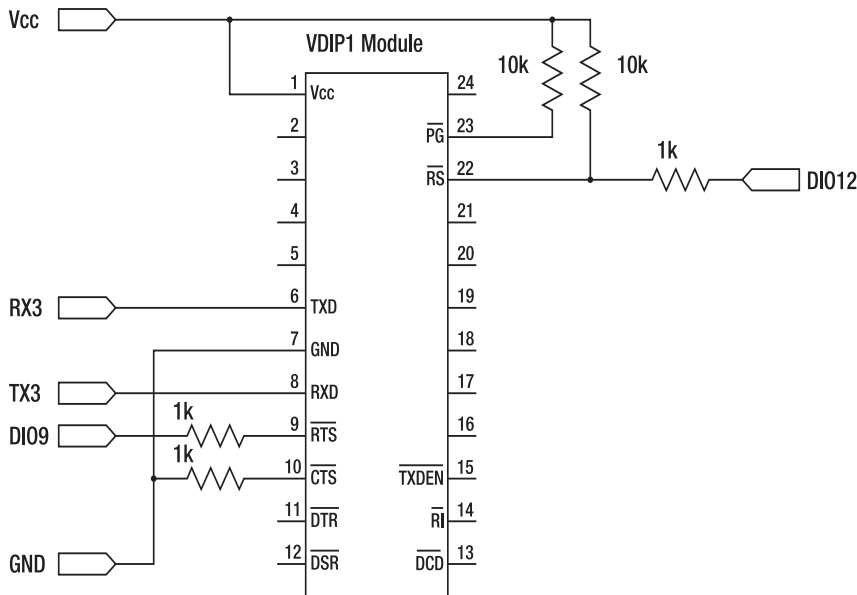 Vcc
VDIP1 Module
10k 10k
1 Vcc 24
2 PG 23
3 RS 22 1k DIO12
4 21
5 20
RX3 6 TXD 19
7 GND 18
TX3 8 RXD 17
1k
DIO9 9 RTS 16
1k
10 CTS TXDEN 15
11 DTR RI 14
GND 12 DSR DCD 13